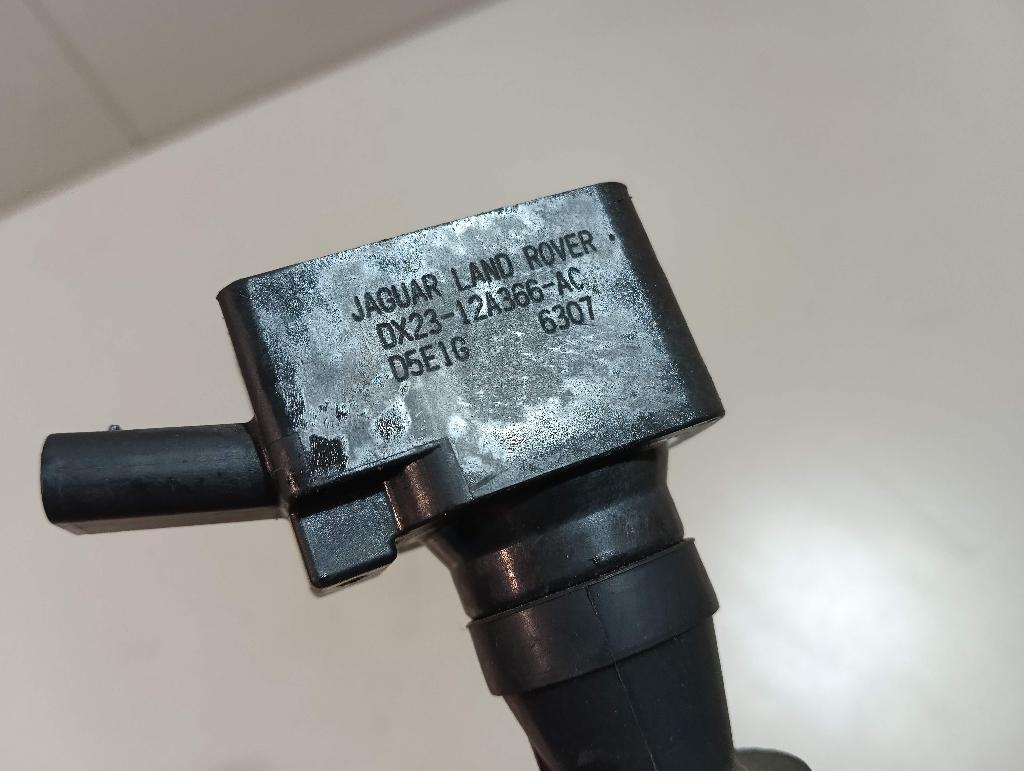 JAGUAR LAND ROVER
DX23-12A366-AC
D5E1G 6307